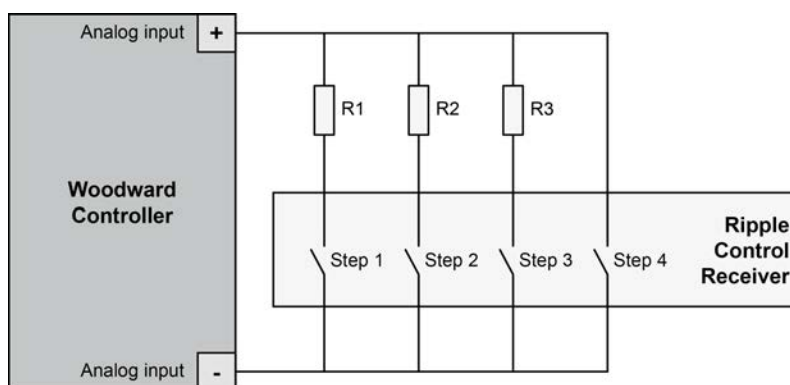 Analog input +
R1 R2 R3
Woodward
Controller
Ripple
Control
Receiver
Step 1 Step 2 Step 3 Step 4
Analog input -